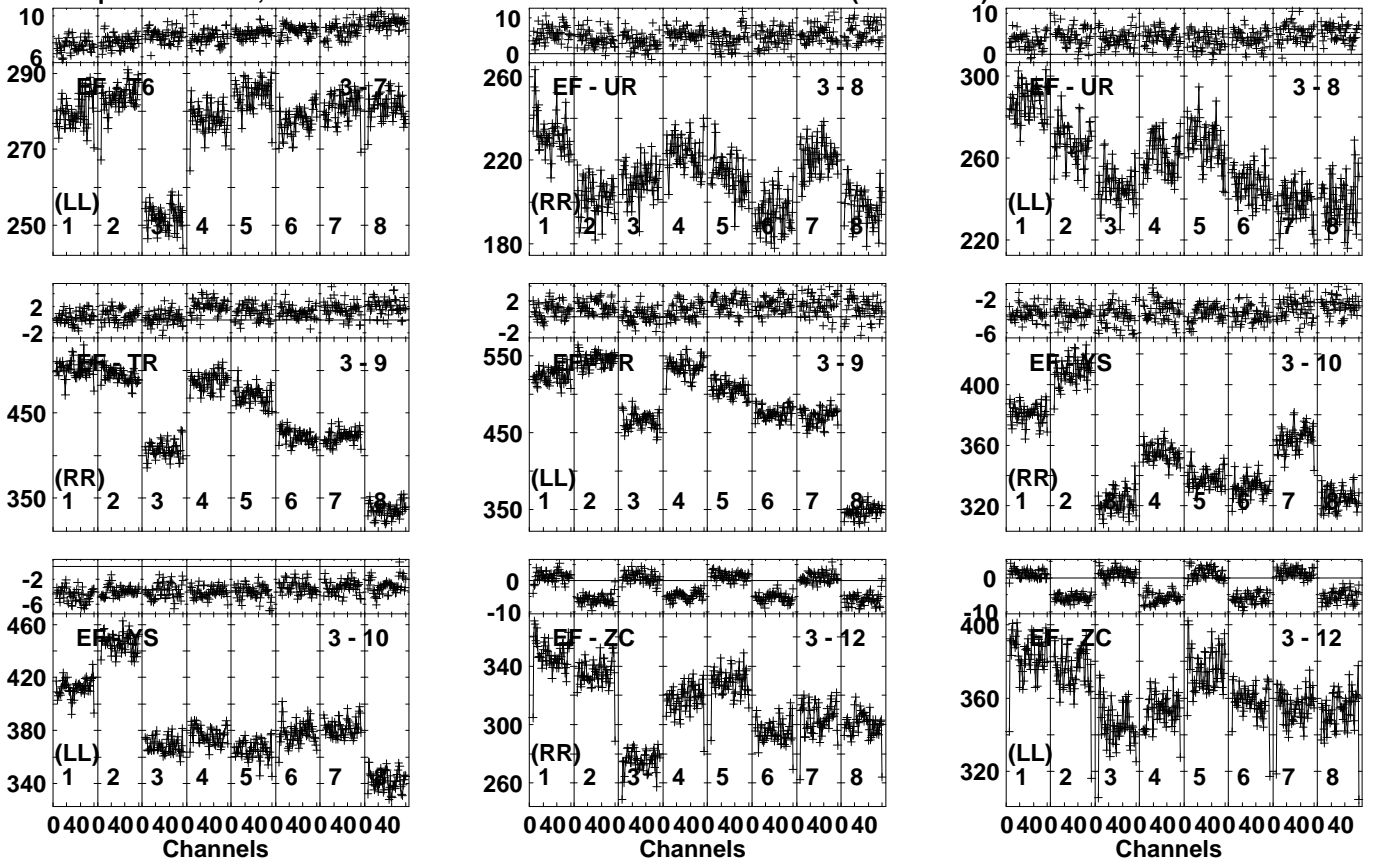 10
6
290
270
250
EF - T6
3 - 7
(LL)
1 2 3 4 5 6 7 8
10
0
260
220
180
EF - UR
3 - 8
(RR)
1 2 3 4 5 6 7 8
10
0
300
260
220
EF - UR
3 - 8
(LL)
1 2 3 4 5 6 7 8
2
-2
450
350
EF - TR
3 - 9
(RR)
1 2 3 4 5 6 7 8
2
-2
550
450
350
EF - TR
3 - 9
(LL)
1 2 3 4 5 6 7 8
-2
-6
400
360
320
EF - YS
3 - 10
(RR)
1 2 3 4 5 6 7 8
-2
-6
460
420
380
340
EF - YS
3 - 10
(LL)
1 2 3 4 5 6 7 8
0 40 0 40 0 40 0 40 0 40 0 40 0 40 0 40
Channels
0
-10
340
300
260
EF - ZC
3 - 12
(RR)
1 2 3 4 5 6 7 8
0 40 0 40 0 40 0 40 0 40 0 40 0 40 0 40
Channels
0
-10
400
360
320
EF - ZC
3 - 12
(LL)
1 2 3 4 5 6 7 8
0 40 0 40 0 40 0 40 0 40 0 40 0 40 0 40
Channels